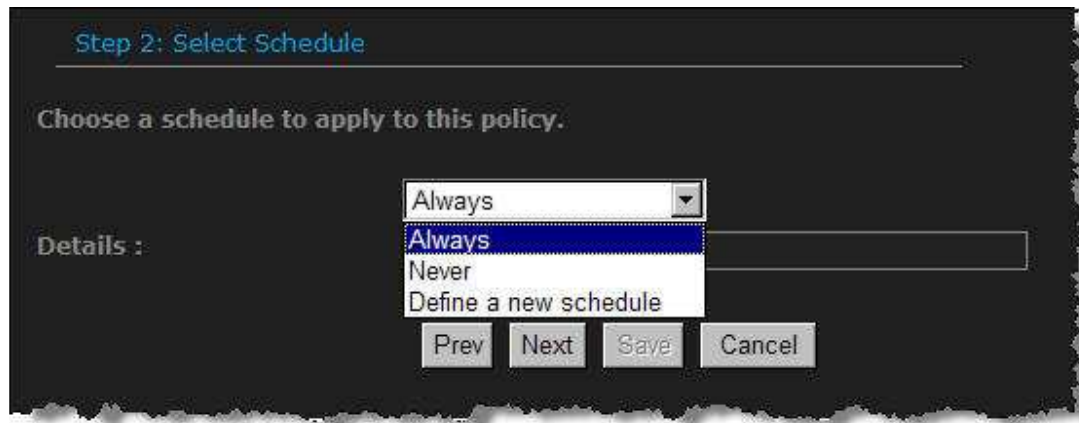 Step 2: Select Schedule
Choose a schedule to apply to this policy.
Always
Details :
Always
Never
Define a new schedule
Prev Next Save Cancel